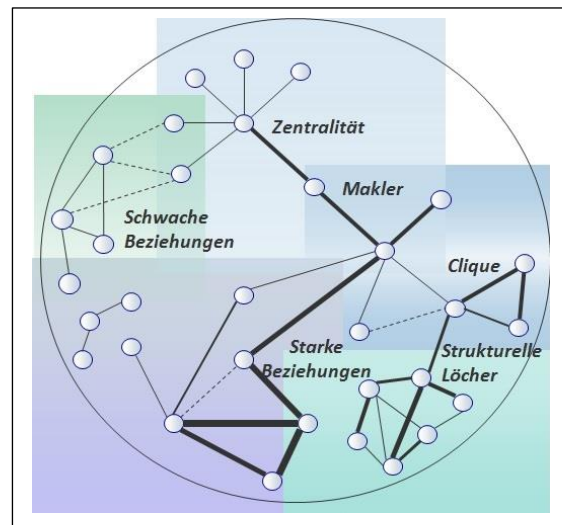 Zentralität
Makler
Schwache
Beziehungen
Clique
Starke
Beziehungen
Strukturelle
Löcher